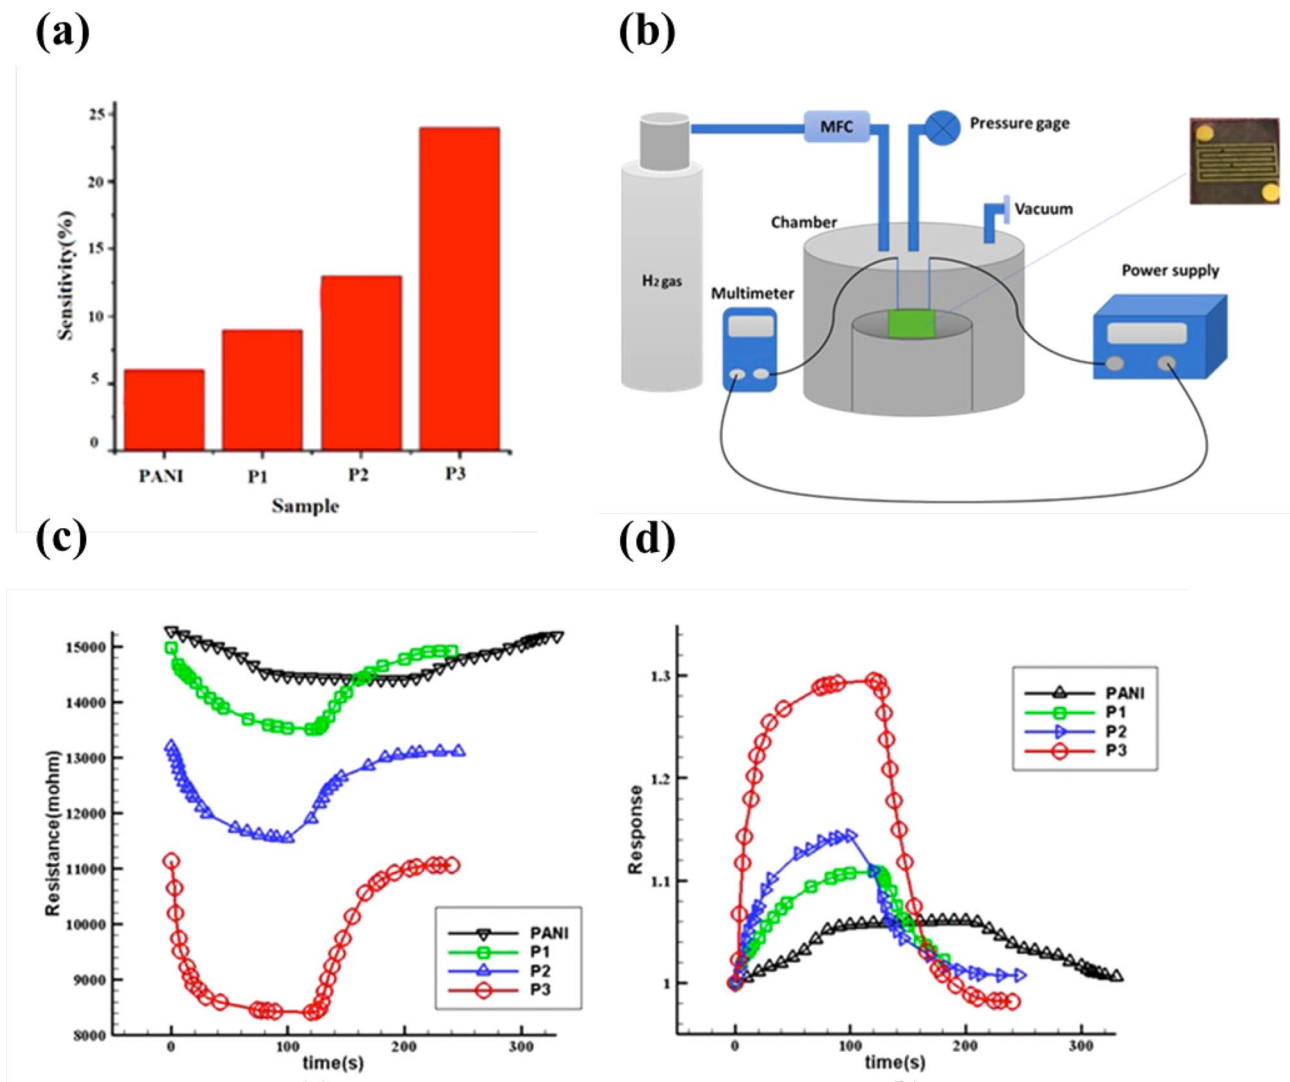 (a)
25
20
15
10
5
0
Sensitivity(%)
PANI P1 P2 P3
Sample
(b)
MFC
Pressure gage
Chamber
Vacuum
H2 gas
Multimeter
Power supply
(c)
15000
14000
13000
12000
11000
10000
9000
8000
Resistance(mohm)
0 100 200 300
time(s)
PANI
P1
P2
P3
(d)
1.3
1.2
1.1
1
Response
0 100 200 300
time(s)
PANI
P1
P2
P3